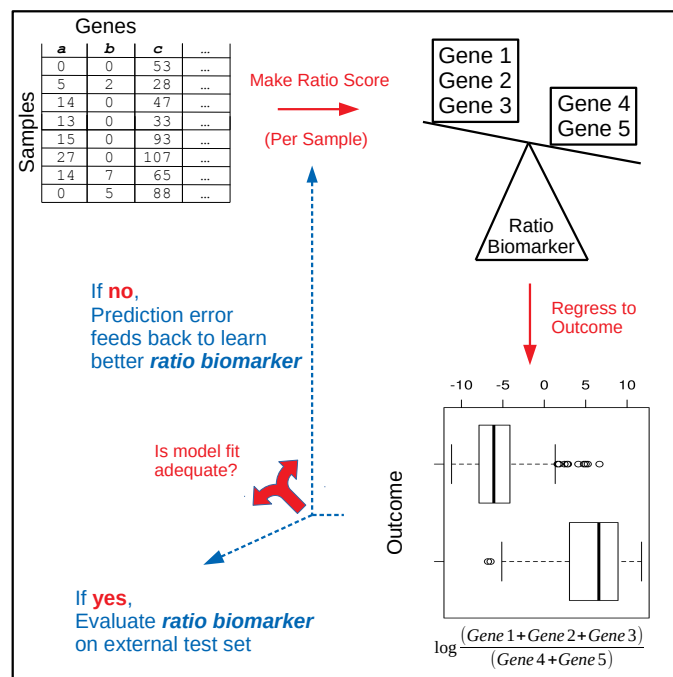 Genes
Samples
a b c ...
0 0 53 ...
5 2 28 ...
14 0 47 ...
13 0 33 ...
15 0 93 ...
27 0 107 ...
14 7 65 ...
0 5 88 ...
Make Ratio Score
(Per Sample)
Gene 1
Gene 2
Gene 3
Gene 4
Gene 5
Ratio
Biomarker
Regress to
Outcome
-10 -5 0 5 10
Outcome
log (Gene 1+Gene 2+Gene 3)
(Gene 4+Gene 5)
If no,
Prediction error
feeds back to learn
better ratio biomarker
Is model fit
adequate?
If yes,
Evaluate ratio biomarker
on external test set